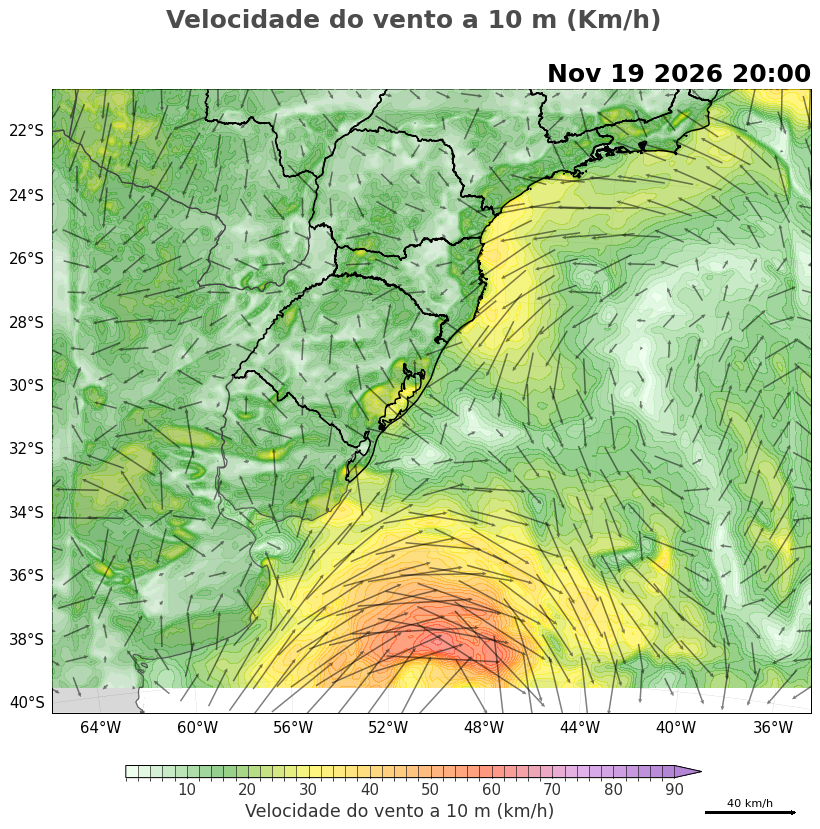 Velocidade do vento a 10 m (Km/h)
Nov 19 2026 20:00
22°S
24°S
26°S
28°S
30°S
32°S
34°S
36°S
38°S
40°S
64°W 60°W 56°W 52°W 48°W 44°W 40°W 36°W
10 20 30 40 50 60 70 80 90
Velocidade do vento a 10 m (km/h)
40 km/h